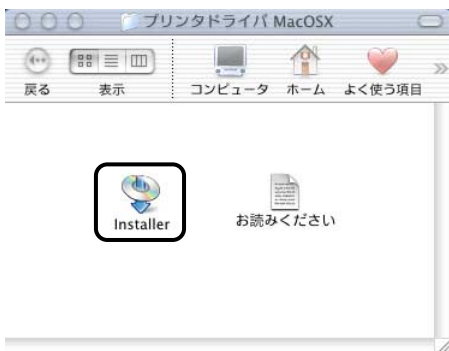 プリンタドライバ MacOSX
戻る 表示 コンピュータ ホーム よく使う項目
Installer お読みください